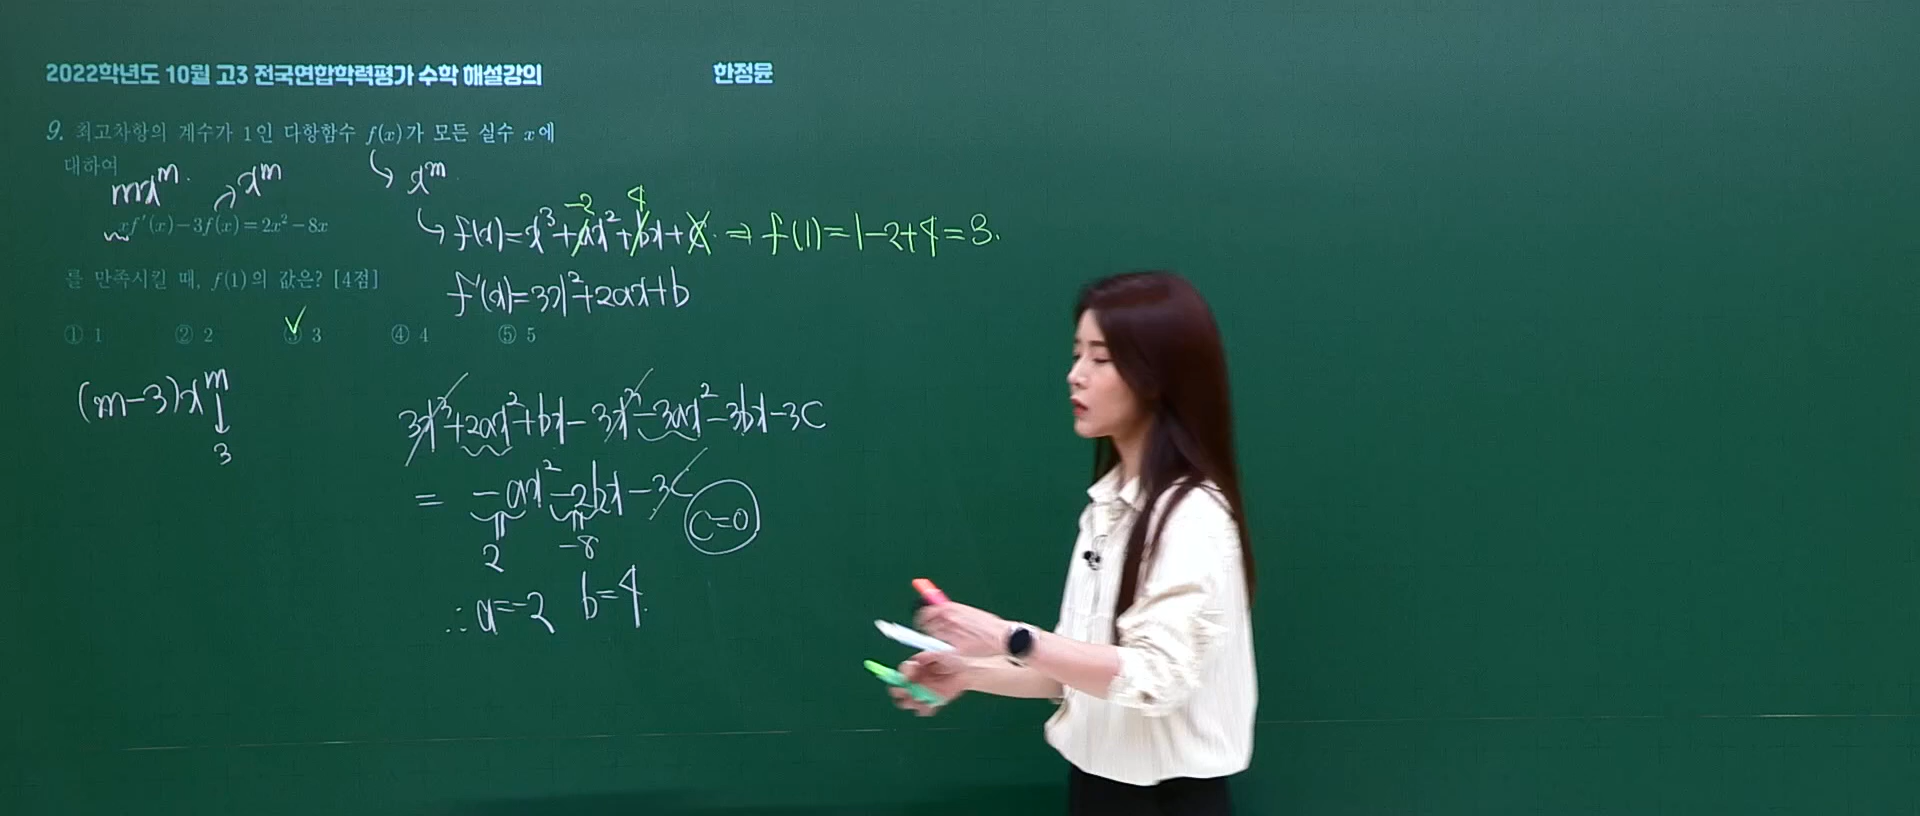 2022학년도 10월 고3 전국연합학력평가 수학 해설강의
한정윤
9. 최고차항의 계수가 1인 다항함수 f(x)가 모든 실수 x에
대하여
mx^m
x^m
x^m
xf'(x)-3f(x)=2x²-8x
를 만족시킬 때, f(1)의 값은? [4점]
① 1 ② 2 ③ 3 ④ 4 ⑤ 5
-2 4
f(x)=x³+ax²+bx+c ⇒ f(1)=1-2+4=3.
f'(x)=3x²+2ax+b
(m-3)x^m
3
3x³+2ax²+bx-3x³-3ax²-3bx-3C
= -ax²-2bx-3C
C=0
2 -8
∴ a=-2 b=4.